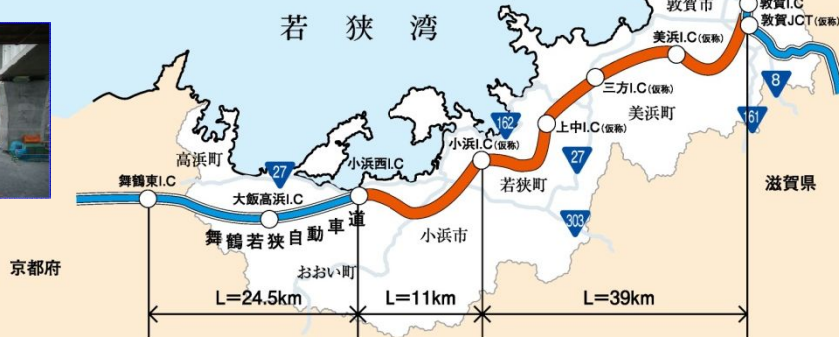 敦賀市
敦賀I.C
敦賀JCT(仮称)
若狭湾
美浜I.C(仮称)
三方I.C(仮称)
8
美浜町
162
上中I.C(仮称)
161
小浜I.C(仮称)
高浜町
27
小浜西I.C
27
若狭町
滋賀県
舞鶴東I.C
大飯高浜I.C
303
舞鶴若狭自動車道
小浜市
京都府
おおい町
L=24.5km
L=11km
L=39km